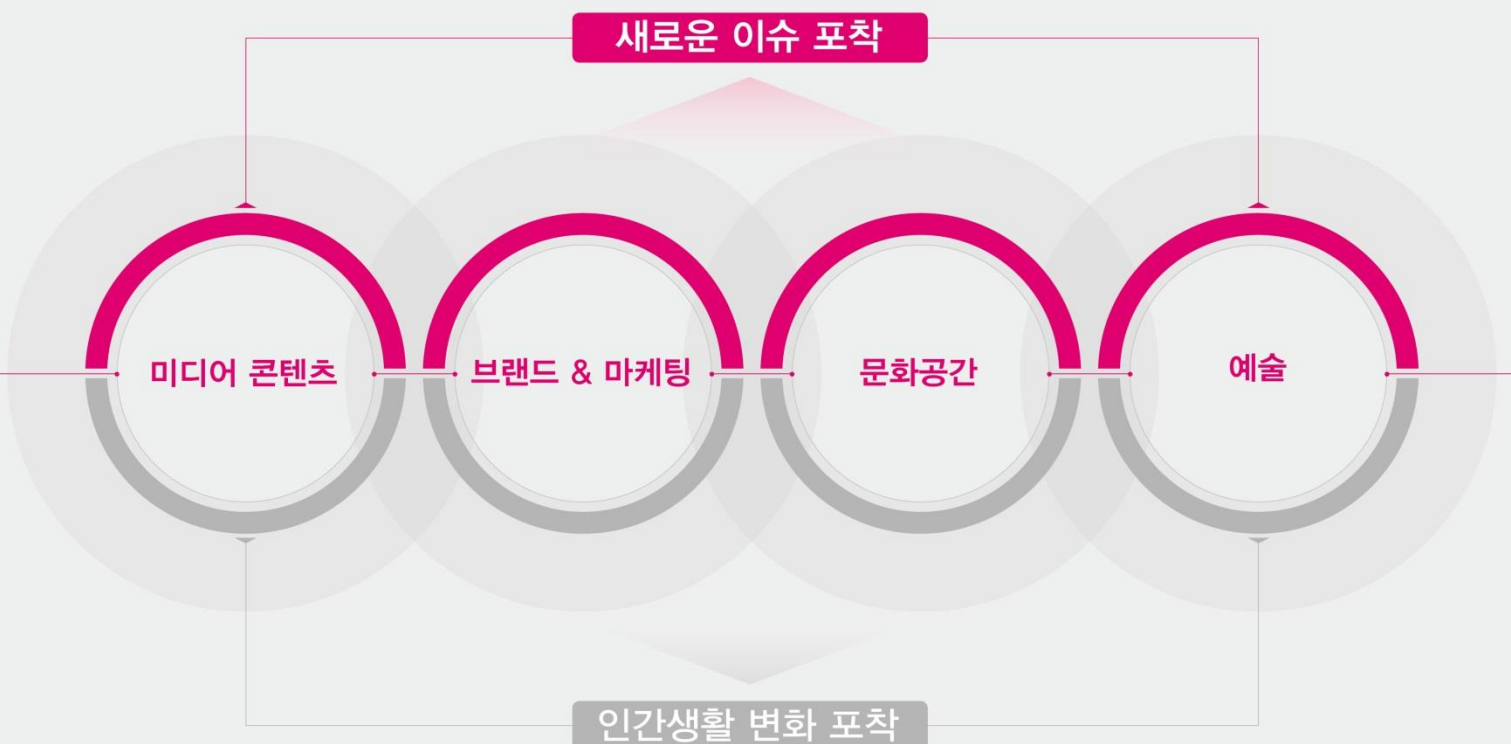 새로운 이슈 포착
미디어 콘텐츠
브랜드 & 마케팅
문화공간
예술
인간생활 변화 포착